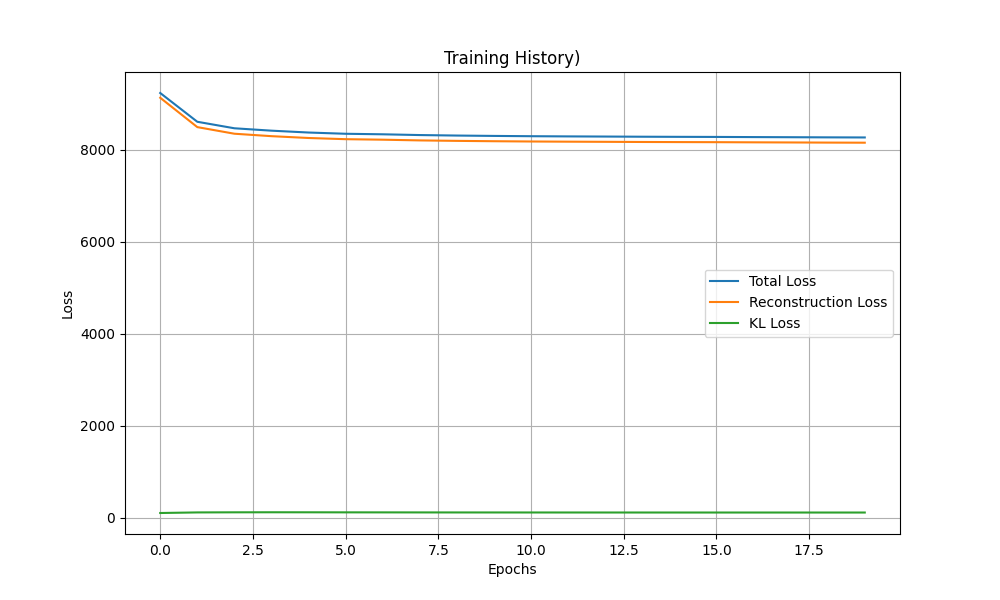 Training History)
8000
6000
4000
2000
0
Loss
Total Loss
Reconstruction Loss
KL Loss
0.0 2.5 5.0 7.5 10.0 12.5 15.0 17.5
Epochs